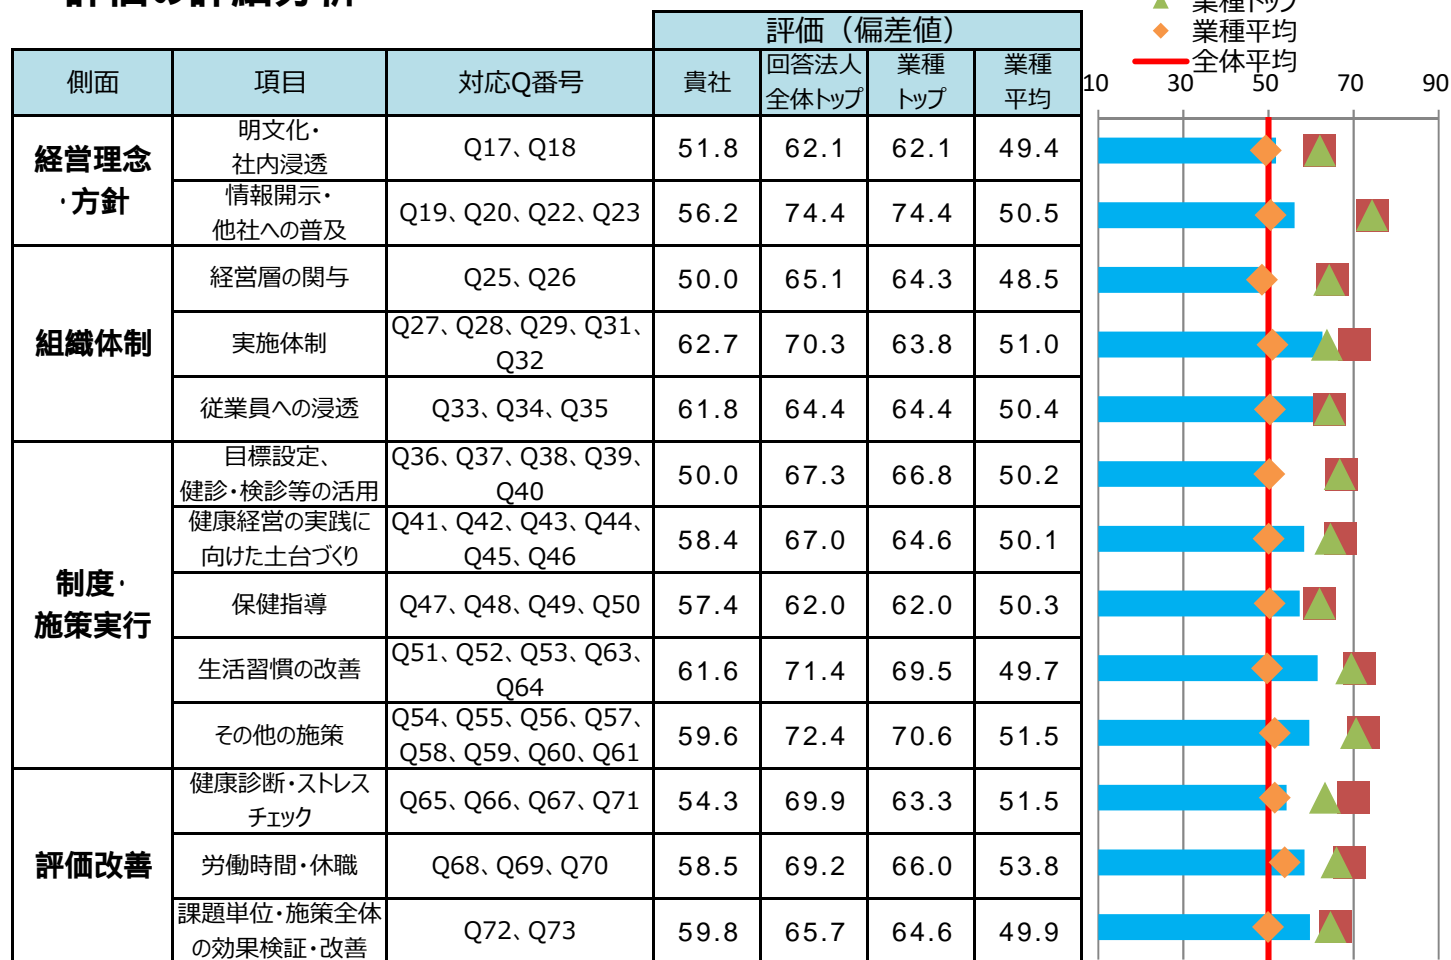 評価の詳細分析
業種トップ
業種平均
全体平均
評価（偏差値）
側面 項目 対応Q番号 貴社 回答法人 業種 業種
全体トップ トップ 平均
10 30 50 70 90
経営理念
・方針
明文化・
社内浸透
Q17、Q18 51.8 62.1 62.1 49.4
情報開示・
他社への普及
Q19、Q20、Q22、Q23 56.2 74.4 74.4 50.5
組織体制
経営層の関与 Q25、Q26 50.0 65.1 64.3 48.5
実施体制
Q27、Q28、Q29、Q31、
Q32
62.7 70.3 63.8 51.0
従業員への浸透 Q33、Q34、Q35 61.8 64.4 64.4 50.4
制度・
施策実行
目標設定、
健診・検診等の活用
Q36、Q37、Q38、Q39、
Q40
50.0 67.3 66.8 50.2
健康経営の実践に
向けた土台づくり
Q41、Q42、Q43、Q44、
Q45、Q46
58.4 67.0 64.6 50.1
保健指導 Q47、Q48、Q49、Q50 57.4 62.0 62.0 50.3
生活習慣の改善
Q51、Q52、Q53、Q63、
Q64
61.6 71.4 69.5 49.7
その他の施策
Q54、Q55、Q56、Q57、
Q58、Q59、Q60、Q61
59.6 72.4 70.6 51.5
評価改善
健康診断・ストレス
チェック
Q65、Q66、Q67、Q71 54.3 69.9 63.3 51.5
労働時間・休職 Q68、Q69、Q70 58.5 69.2 66.0 53.8
課題単位・施策全体
の効果検証・改善
Q72、Q73 59.8 65.7 64.6 49.9